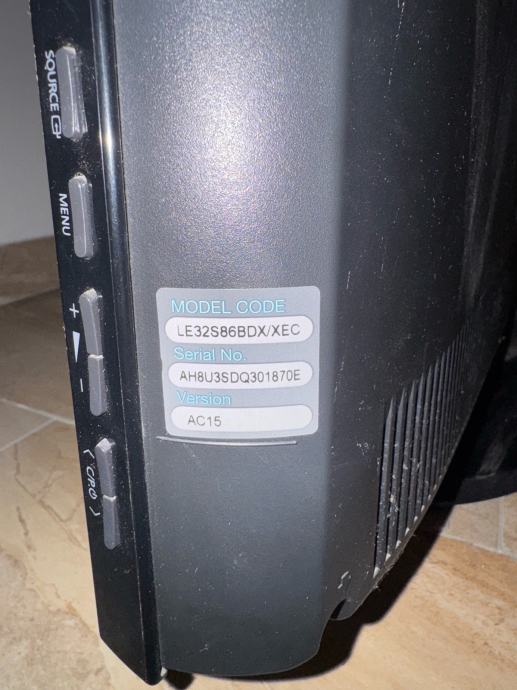 SOURCE
MENU
+
-
< CH/P >
MODEL CODE
LE32S86BDX/XEC
Serial No.
AH8U3SDQ301870E
Version
AC15